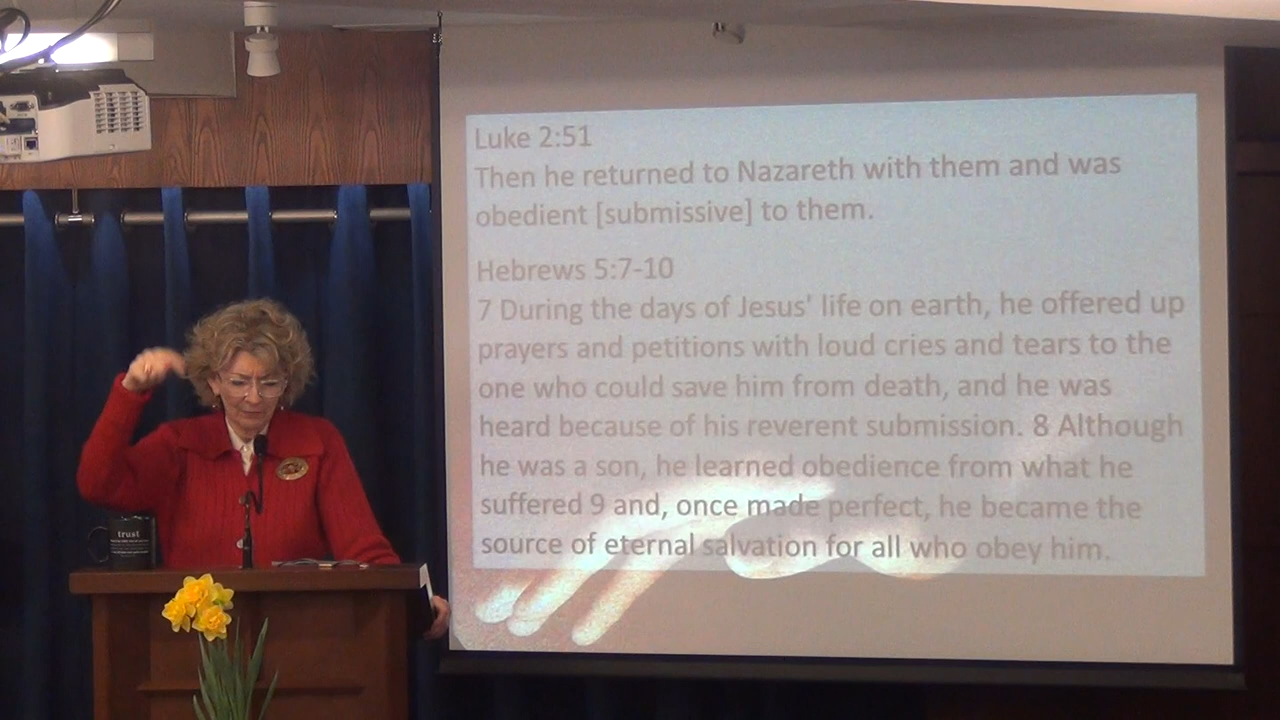 Luke 2:51
Then he returned to Nazareth with them and was
obedient [submissive] to them.
Hebrews 5:7-10
7 During the days of Jesus' life on earth, he offered up
prayers and petitions with loud cries and tears to the
one who could save him from death, and he was
heard because of his reverent submission. 8 Although
he was a son, he learned obedience from what he
suffered 9 and, once made perfect, he became the
source of eternal salvation for all who obey him.
trust